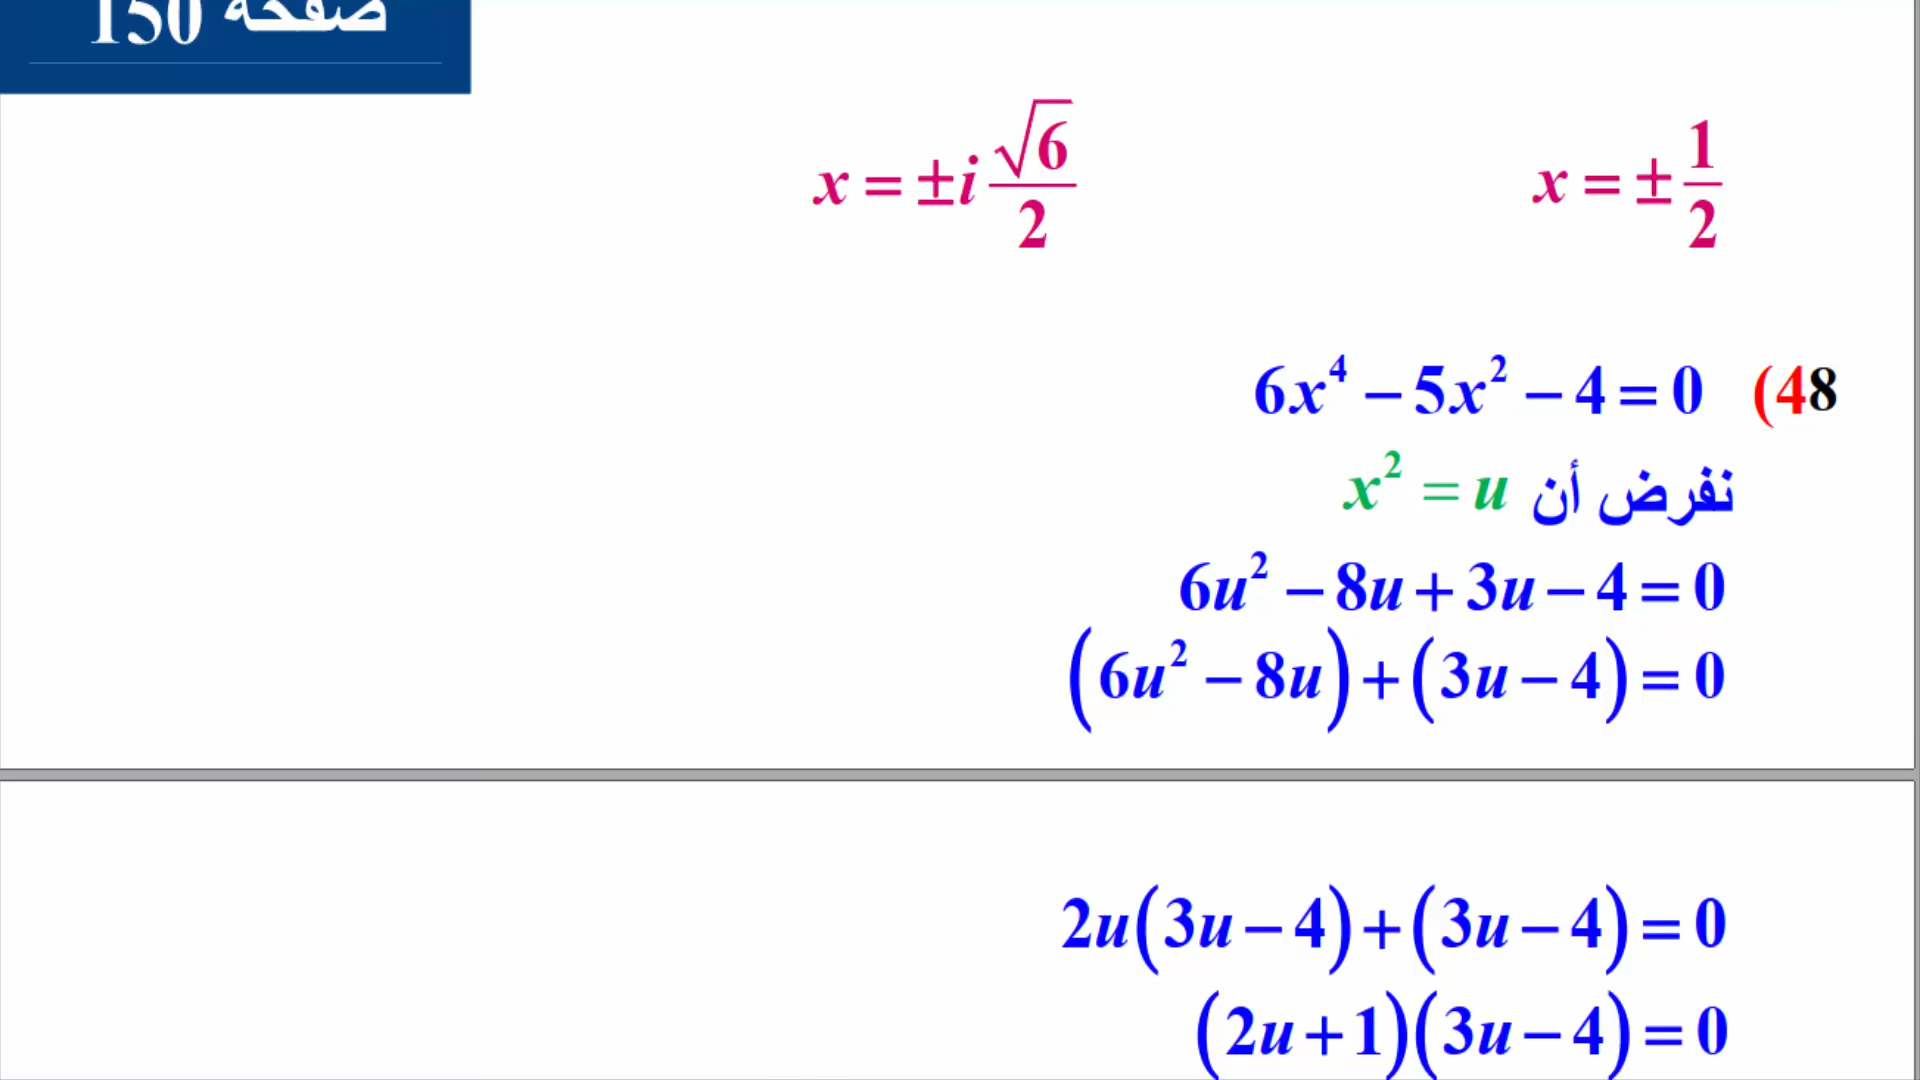 صفحة 150
x = ±1/2    x = ±i √6/2
48) 6x⁴ − 5x² − 4 = 0
نفرض أن x² = u
6u² − 8u + 3u − 4 = 0
(6u² − 8u) + (3u − 4) = 0
2u(3u − 4) + (3u − 4) = 0
(2u + 1)(3u − 4) = 0